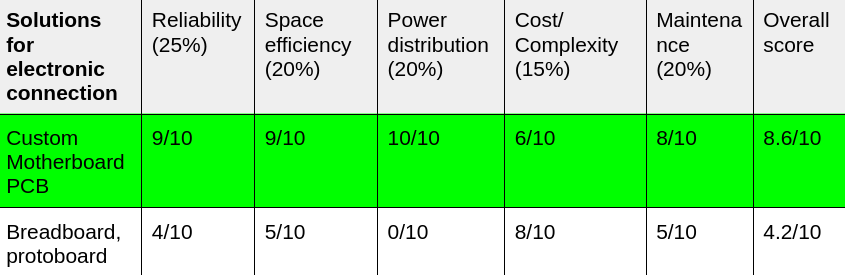 Solutions for electronic connection
Reliability (25%)
Space efficiency (20%)
Power distribution (20%)
Cost/ Complexity (15%)
Maintenance (20%)
Overall score
Custom Motherboard PCB
9/10
9/10
10/10
6/10
8/10
8.6/10
Breadboard, protoboard
4/10
5/10
0/10
8/10
5/10
4.2/10